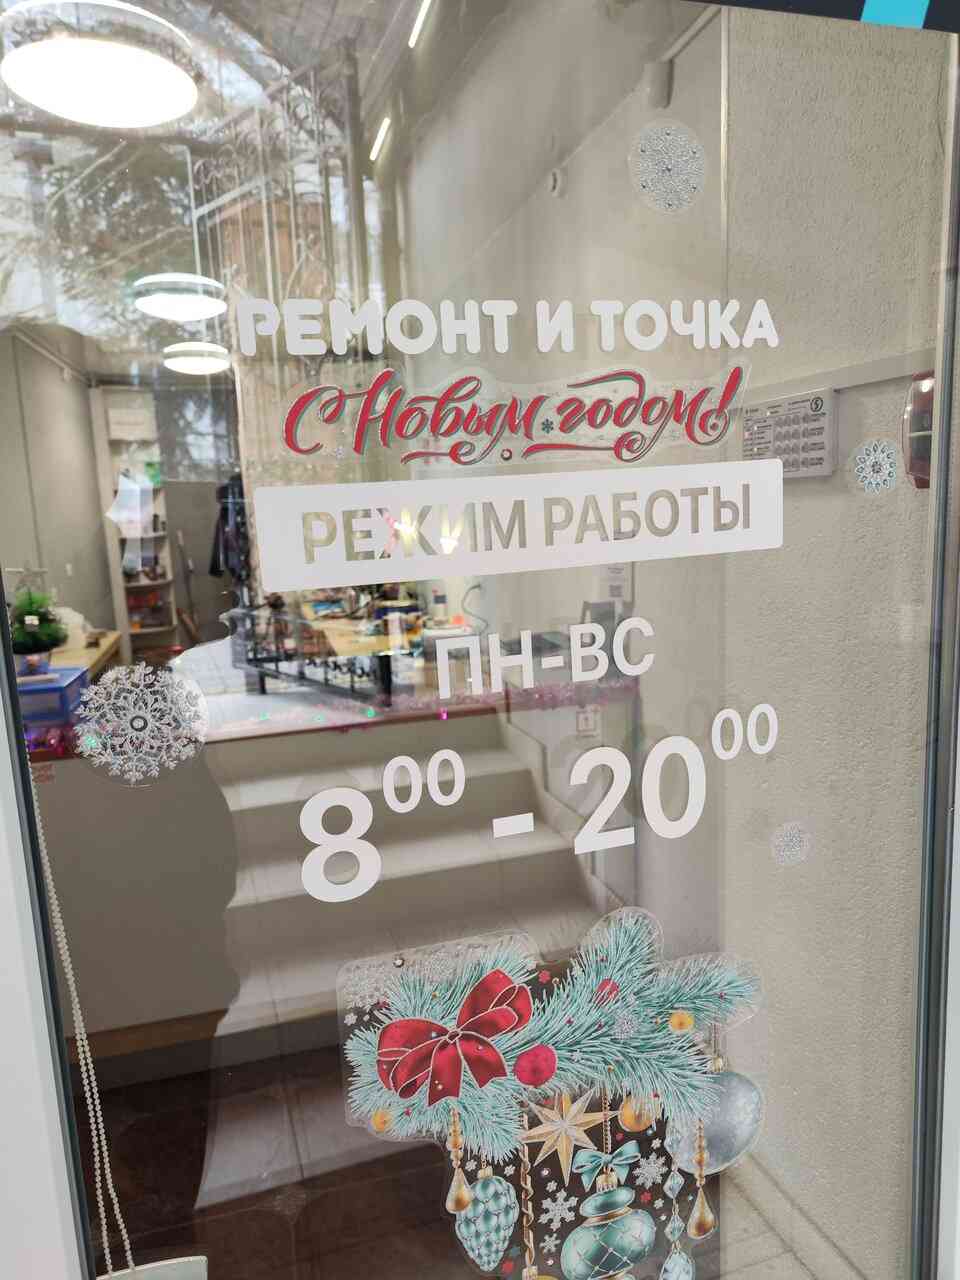 РЕМОНТ И ТОЧКА
С Новым годом!
РЕЖИМ РАБОТЫ
ПН-ВС
8⁰⁰ - 20⁰⁰